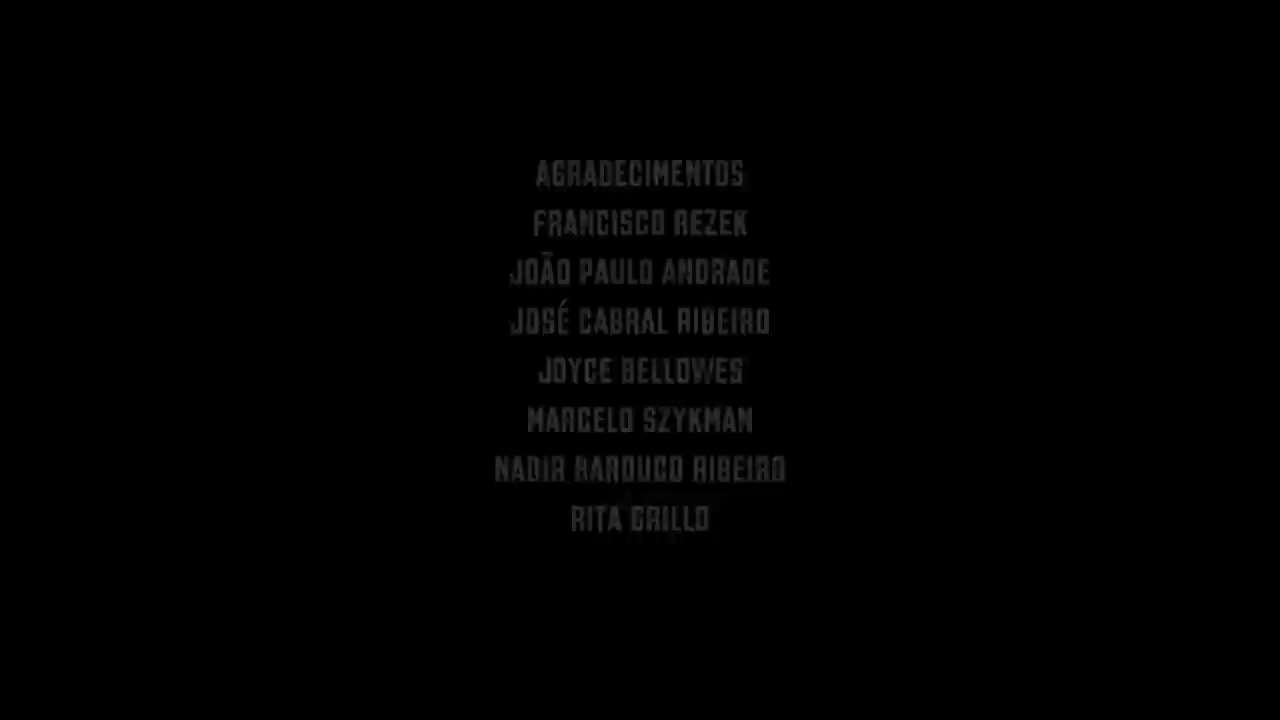 AGRADECIMENTOS
FRANCISCO REZEK
JOÃO PAULO ANDRADE
JOSÉ CABRAL RIBEIRO
JOYCE BELLOWES
MARCELO SZYKMAN
NADIR BARDUCO RIBEIRO
RITA GRILLO